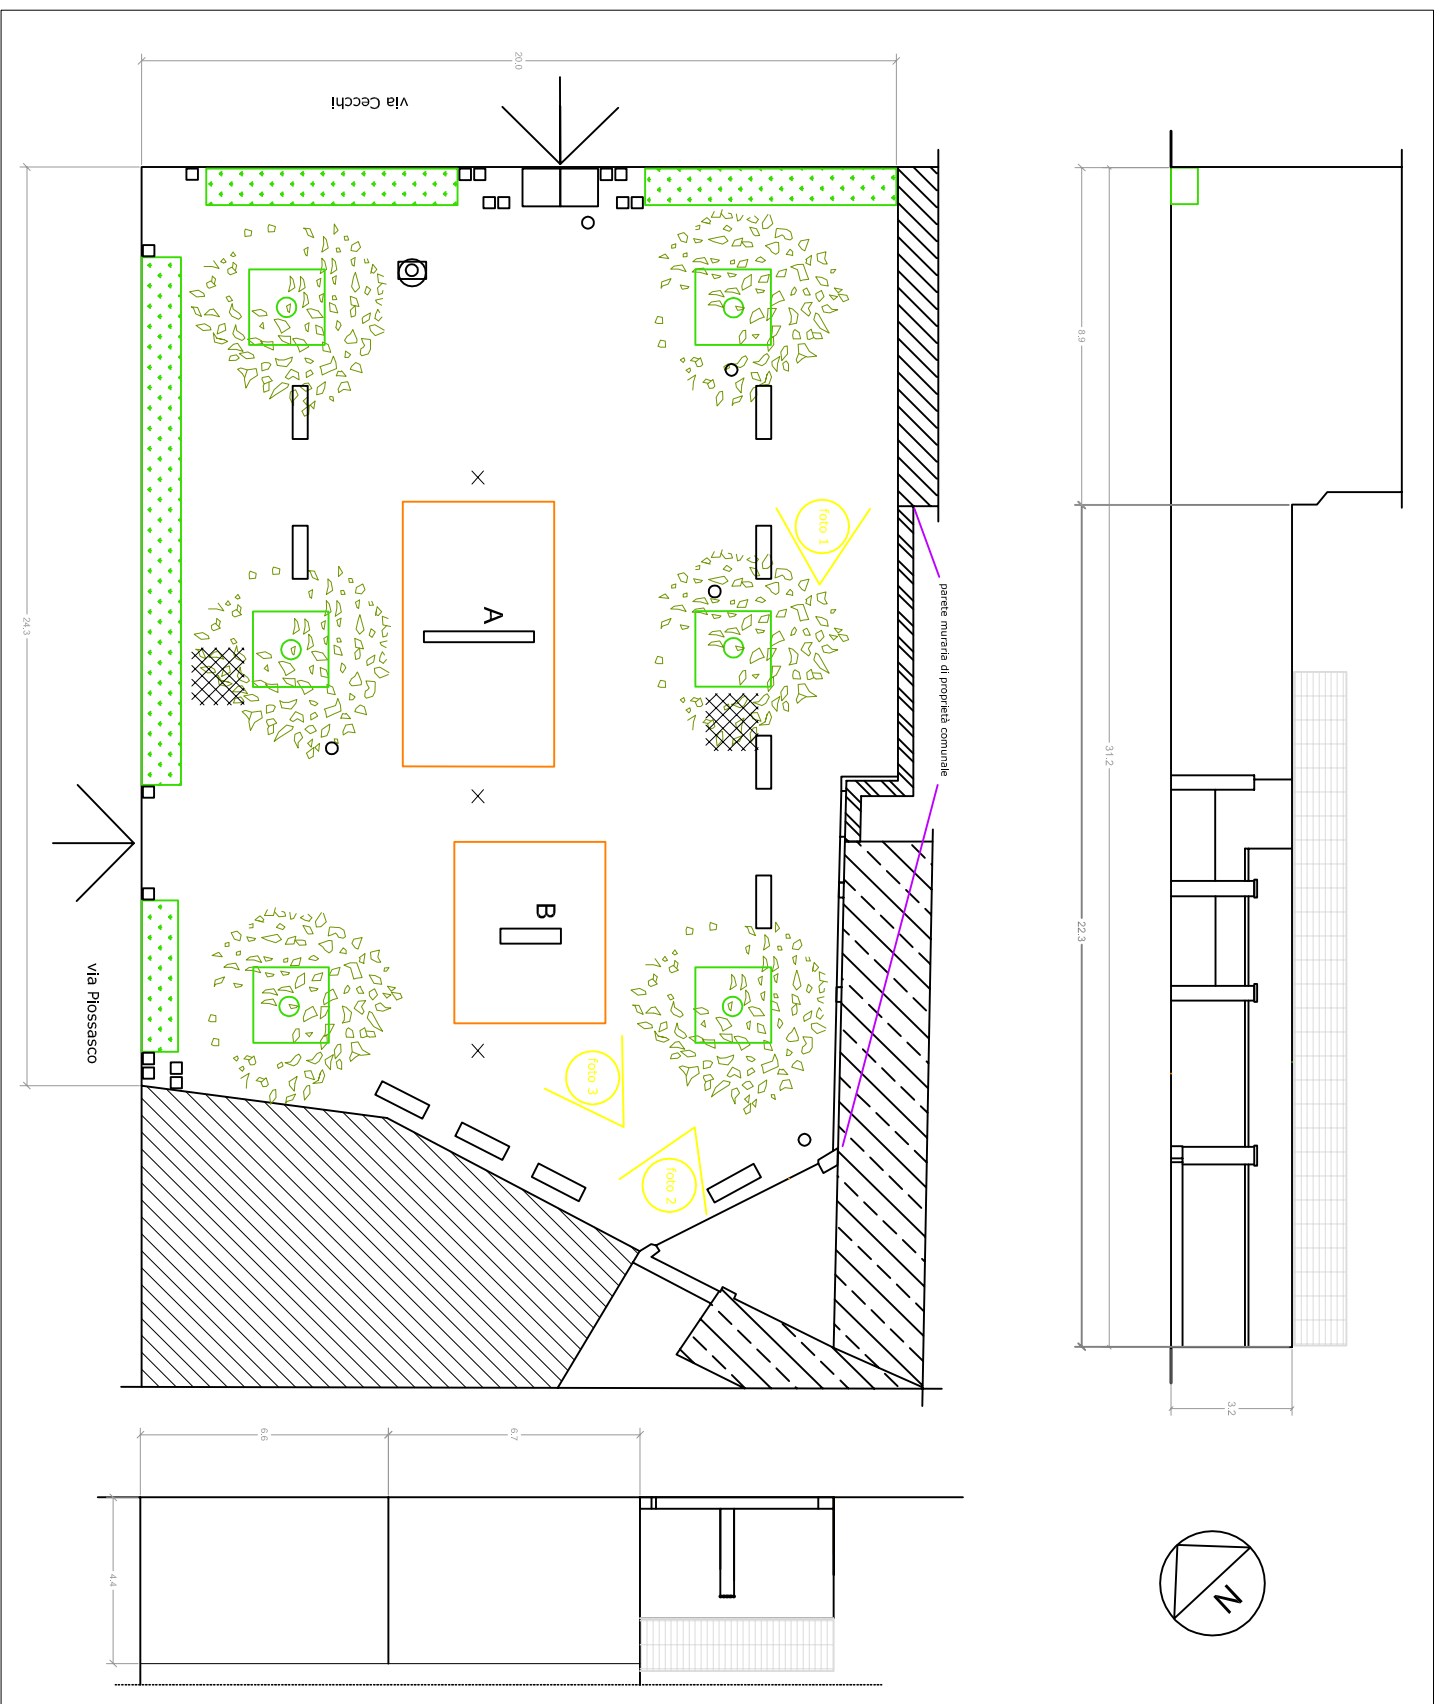 20.0
via Cecchi
24.3
8.9
31.2
foto 1
parete muraria di proprietà comunale
A
B
22.3
via Piossasco
foto 3
foto 2
3.2
6.6
6.7
4.4
N